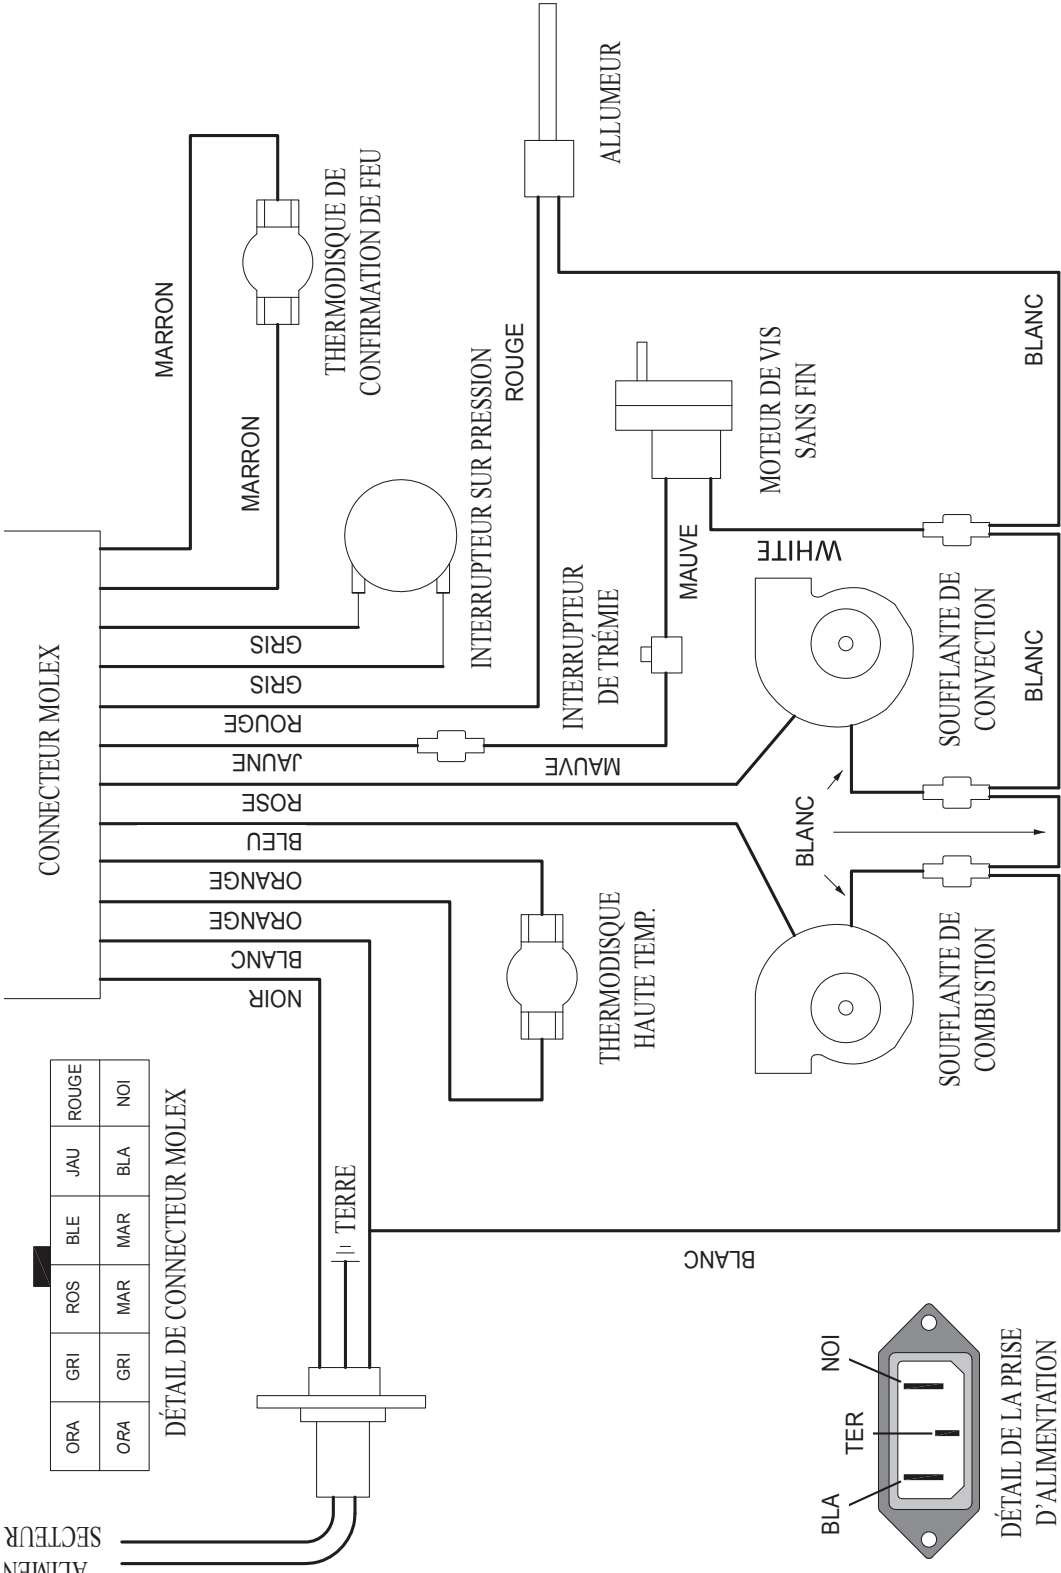 ALIMEN
SECTEUR
CONNECTEUR MOLEX
MARRON
MARRON
THERMODISQUE DE
CONFIRMATION DE FEU
INTERRUPTEUR SUR PRESSION
ROUGE
ALLUMEUR
GRIS
GRIS
ROUGE
JAUNE
ROSE
BLEU
ORANGE
ORANGE
BLANC
NOIR
MAUVE
MAUVE
INTERRUPTEUR
DE TRÉMIE
MOTEUR DE VIS
SANS FIN
WHITE
BLANC
BLANC
BLANC
SOUFFLANTE DE
CONVECTION
SOUFFLANTE DE
COMBUSTION
THERMODISQUE
HAUTE TEMP.
TERRE
BLANC
ORA GRI ROS BLE JAU ROUGE
ORA GRI MAR MAR BLA NOI
DÉTAIL DE CONNECTEUR MOLEX
BLA
TER
NOI
DÉTAIL DE LA PRISE
D'ALIMENTATION